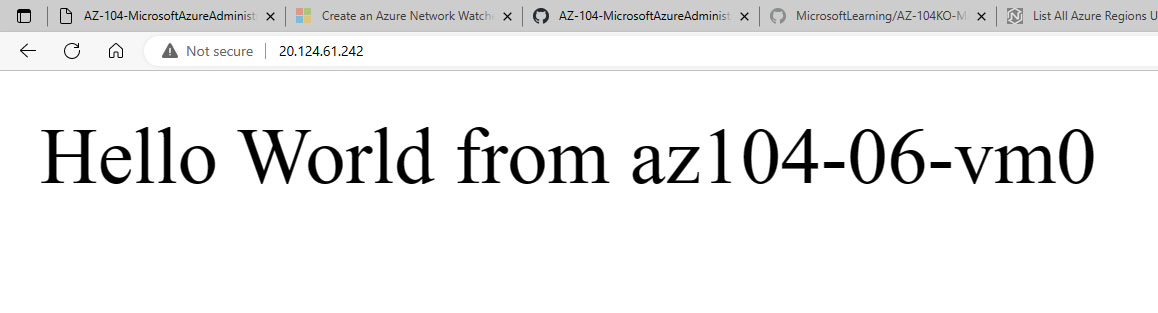 AZ-104-MicrosoftAzureAdminist
Create an Azure Network Watche
AZ-104-MicrosoftAzureAdminist
MicrosoftLearning/AZ-104KO-M
List All Azure Regions U
Not secure
20.124.61.242
Hello World from az104-06-vm0